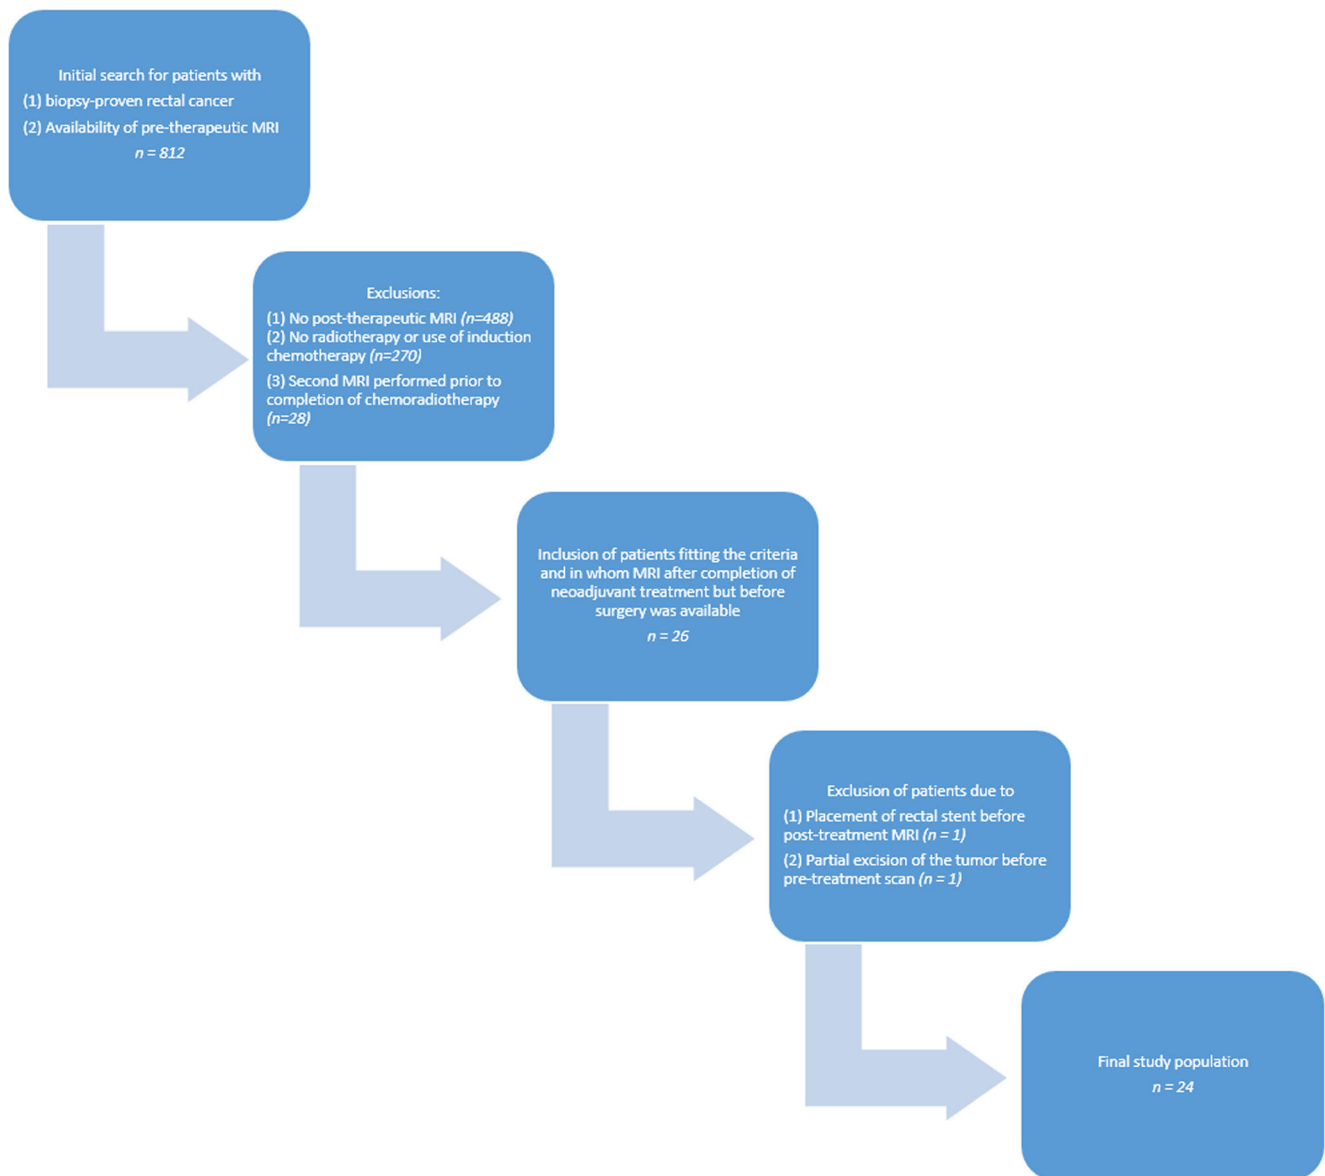 Initial search for patients with
(1) biopsy-proven rectal cancer
(2) Availability of pre-therapeutic MRI
n = 812
Exclusions:
(1) No post-therapeutic MRI (n=488)
(2) No radiotherapy or use of induction
chemotherapy (n=270)
(3) Second MRI performed prior to
completion of chemoradiotherapy
(n=28)
Inclusion of patients fitting the criteria
and in whom MRI after completion of
neoadjuvant treatment but before
surgery was available
n = 26
Exclusion of patients due to
(1) Placement of rectal stent before
post-treatment MRI (n = 1)
(2) Partial excision of the tumor before
pre-treatment scan (n = 1)
Final study population
n = 24